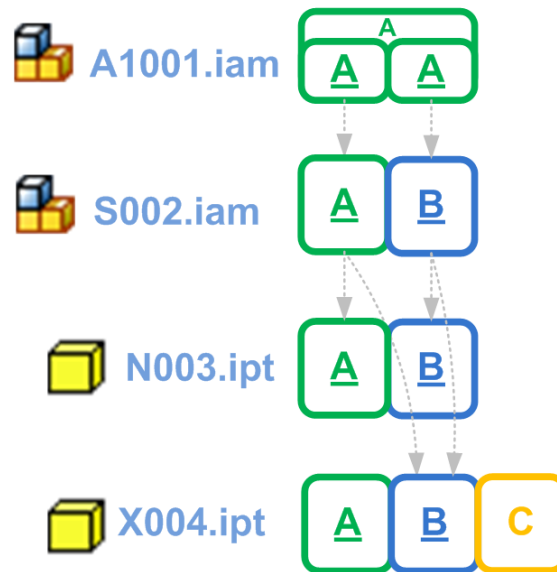 A
A1001.iam A A
S002.iam A B
N003.ipt A B
X004.ipt A B C